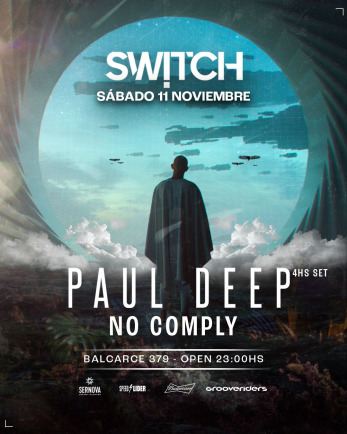 SWITCH
SÁBADO 11 NOVIEMBRE
PAUL DEEP 4HS SET
NO COMPLY
BALCARCE 379 - OPEN 23:00HS
SERNOVA
SPEED LIDER
Budweiser
grooveriders